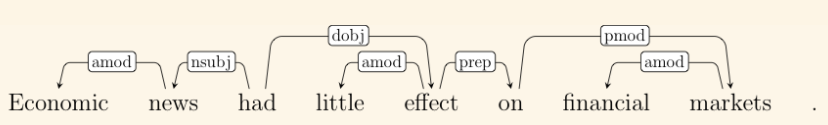 dobj pmod
amod nsubj amod prep amod
Economic news had little effect on financial markets .